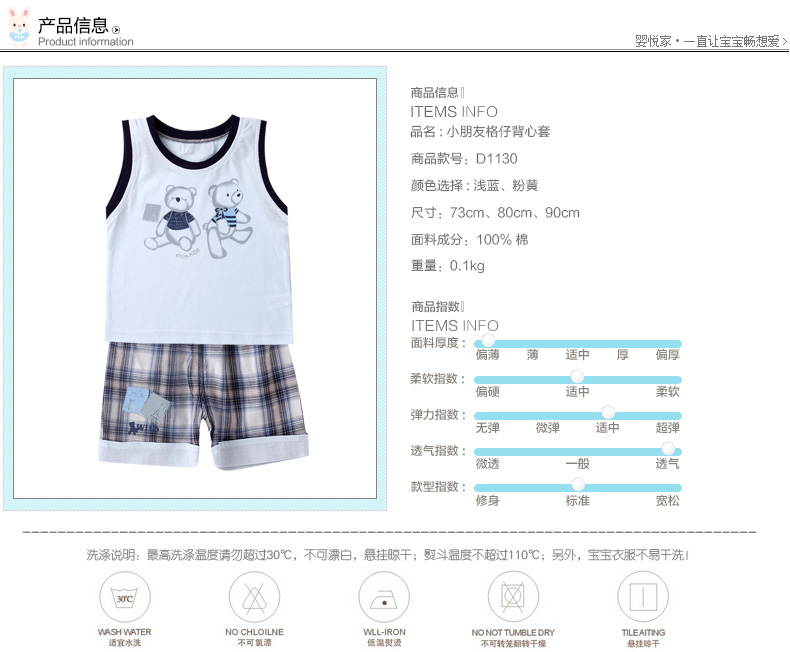 产品信息
Product information
婴悦家•一直让宝宝畅想爱>
商品信息
ITEMS INFO
品名：小朋友格仔背心套
商品款号：D1130
颜色选择：浅蓝、粉黄
尺寸：73cm、80cm、90cm
面料成分：100% 棉
重量：0.1kg
商品指数
ITEMS INFO
面料厚度：
偏薄 薄 适中 厚 偏厚
柔软指数：
偏硬 适中 柔软
弹力指数：
无弹 微弹 适中 超弹
透气指数：
微透 一般 透气
款型指数：
修身 标准 宽松
洗涤说明：最高洗涤温度请勿超过30℃，不可漂白，悬挂晾干；熨斗温度不超过110℃；另外，宝宝衣服不易干洗！
30℃
WASH WATER NO CHLOILNE WLL-IRON NO NOT TUMBLE DRY TILE AITING
适宜水洗 不可氯漂 低温熨烫 不可转笼翻转干燥 悬挂晾干